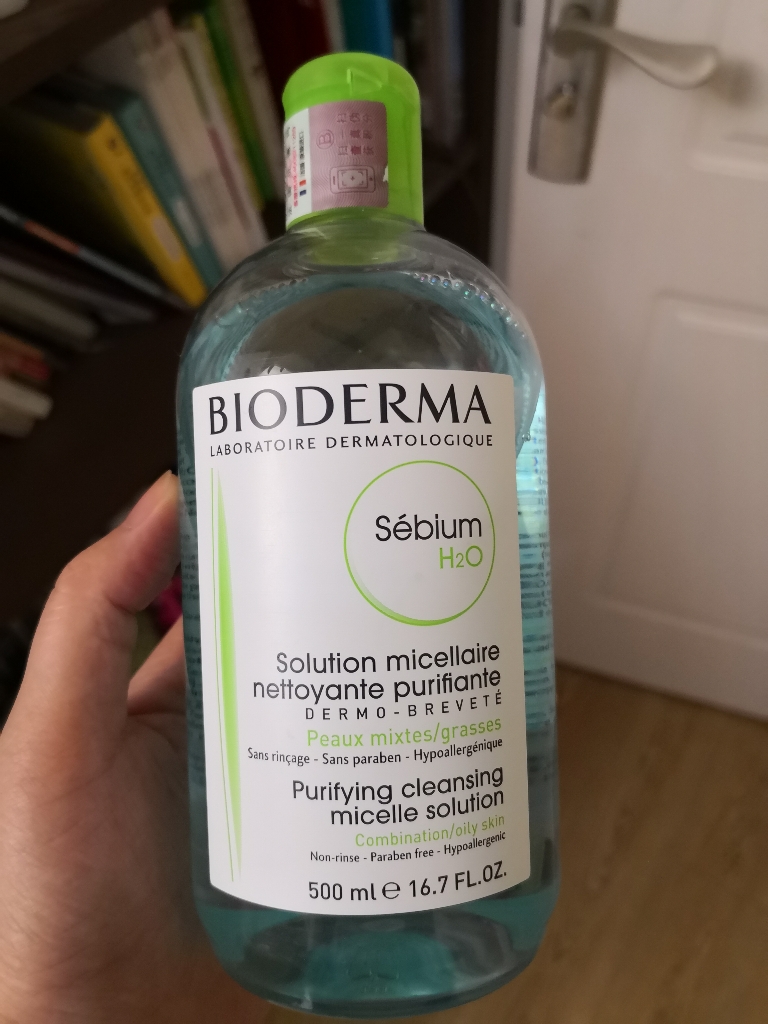 BIODERMA
LABORATOIRE DERMATOLOGIQUE
Sébium
H2O
Solution micellaire
nettoyante purifiante
DERMO-BREVETÉ
Peaux mixtes/grasses
Sans rinçage - Sans paraben - Hypoallergénique
Purifying cleansing
micelle solution
Combination/oily skin
Non-rinse - Paraben free - Hypoallergenic
500 ml ℮ 16.7 FL.OZ.